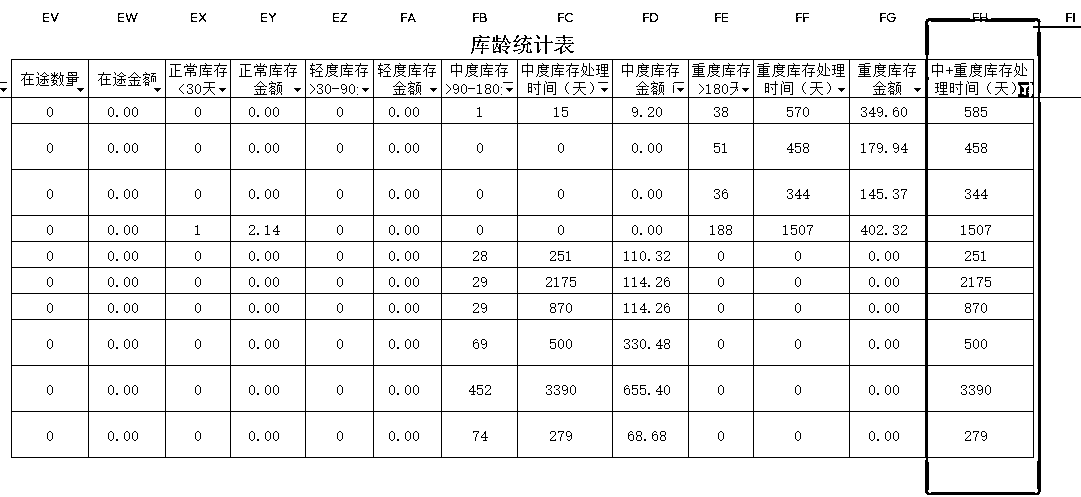 EV EW EX EY EZ FA FB FC FD FE FF FG FH FI
库龄统计表
在途数量 在途金额 正常库存<30天 正常库存金额 轻度库存>30-90 轻度库存金额 中度库存>90-180 中度库存处理时间（天） 中度库存金额 重度库存>180天 重度库存处理时间（天） 重度库存金额 中+重度库存处理时间（天）
0 0.00 0 0.00 0 0.00 1 15 9.20 38 570 349.60 585
0 0.00 0 0.00 0 0.00 0 0 0.00 51 458 179.94 458
0 0.00 0 0.00 0 0.00 0 0 0.00 36 344 145.37 344
0 0.00 1 2.14 0 0.00 0 0 0.00 188 1507 402.32 1507
0 0.00 0 0.00 0 0.00 28 251 110.32 0 0 0.00 251
0 0.00 0 0.00 0 0.00 29 2175 114.26 0 0 0.00 2175
0 0.00 0 0.00 0 0.00 29 870 114.26 0 0 0.00 870
0 0.00 0 0.00 0 0.00 69 500 330.48 0 0 0.00 500
0 0.00 0 0.00 0 0.00 452 3390 655.40 0 0 0.00 3390
0 0.00 0 0.00 0 0.00 74 279 68.68 0 0 0.00 279